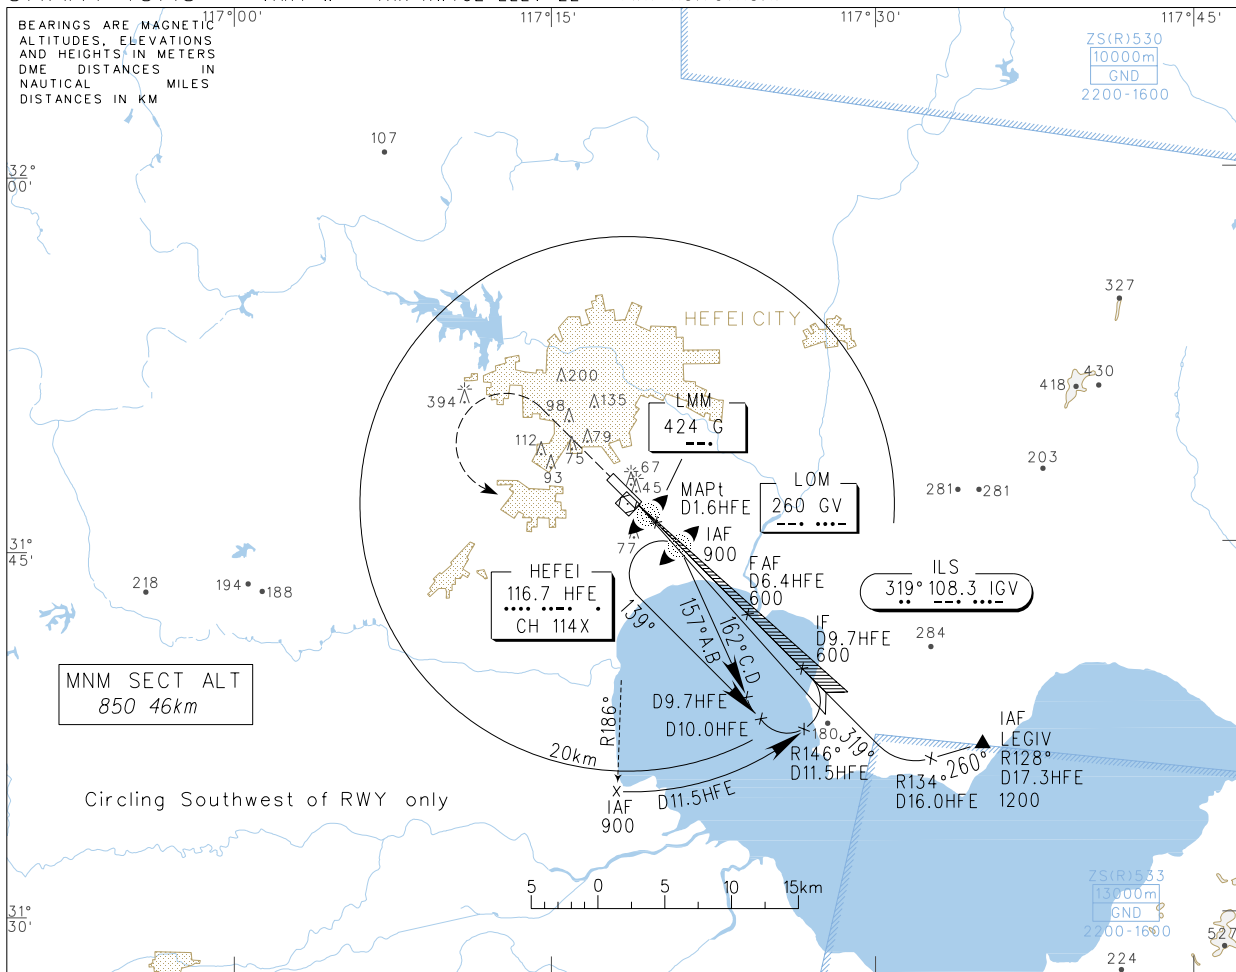 117°00'
117°15'
117°30'
117°45'
BEARINGS ARE MAGNETIC
ALTITUDES, ELEVATIONS
AND HEIGHTS IN METERS
DME DISTANCES IN
NAUTICAL MILES
DISTANCES IN KM
ZS(R)530
10000m
GND
2200-1600
107
32°
00'
327
HEFEI CITY
200
418
430
394
135
98
LMM
424 G
79
112
75
93
67
45
203
281
281
MAPt
D1.6HFE
LOM
260 GV
IAF
900
77
31°
45'
FAF
D6.4HFE
600
ILS
319° 108.3 IGV
218
194
188
HEFEI
116.7 HFE
CH 114X
139°
157°A.B
162°C.D
IF
D9.7HFE
600
284
MNM SECT ALT
850 46km
R186°
D9.7HFE
D10.0HFE
180
319°
IAF
LEGIV
R128°
D17.3HFE
1200
20km
R146°
D11.5HFE
260°
R134°
D16.0HFE
D11.5HFE
IAF
900
Circling Southwest of RWY only
5 0 5 10 15km
ZS(R)533
13000m
GND
2200-1600
31°
30'
527
224